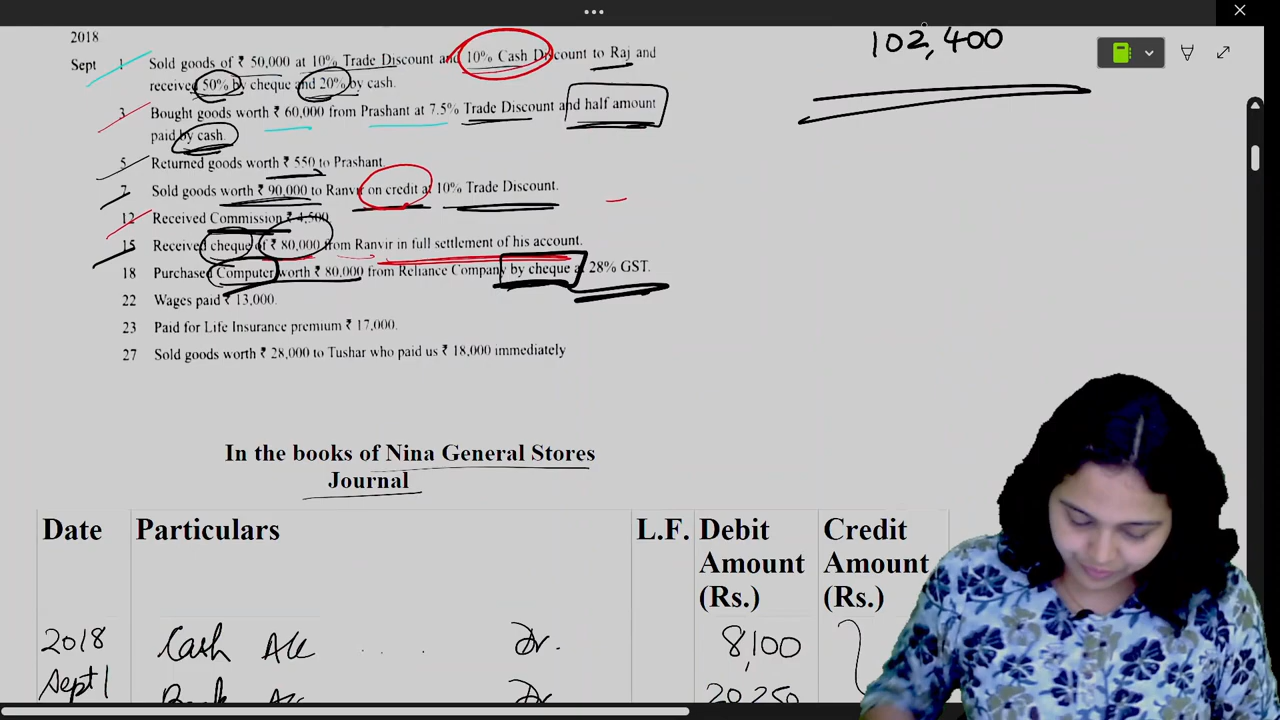 102,400
2018
Sept 1 Sold goods of ₹ 50,000 at 10% Trade Discount and 10% Cash Discount to Raj and
received 50% by cheque and 20% by cash.
3 Bought goods worth ₹ 60,000 from Prashant at 7.5% Trade Discount and half amount
paid by cash.
5 Returned goods worth ₹ 550 to Prashant.
7 Sold goods worth ₹ 90,000 to Ranvir on credit at 10% Trade Discount.
12 Received Commission ₹ 4,500.
15 Received cheque of ₹ 80,000 from Ranvir in full settlement of his account.
18 Purchased Computer worth ₹ 80,000 from Reliance Company by cheque at 28% GST.
22 Wages paid ₹ 13,000.
23 Paid for Life Insurance premium ₹ 17,000.
27 Sold goods worth ₹ 28,000 to Tushar who paid us ₹ 18,000 immediately
In the books of Nina General Stores
Journal
Date Particulars L.F. Debit Amount (Rs.) Credit Amount (Rs.)
2018 Cash A/c Dr. 8,100
Sept 1 Bank A/c Dr. 20,250